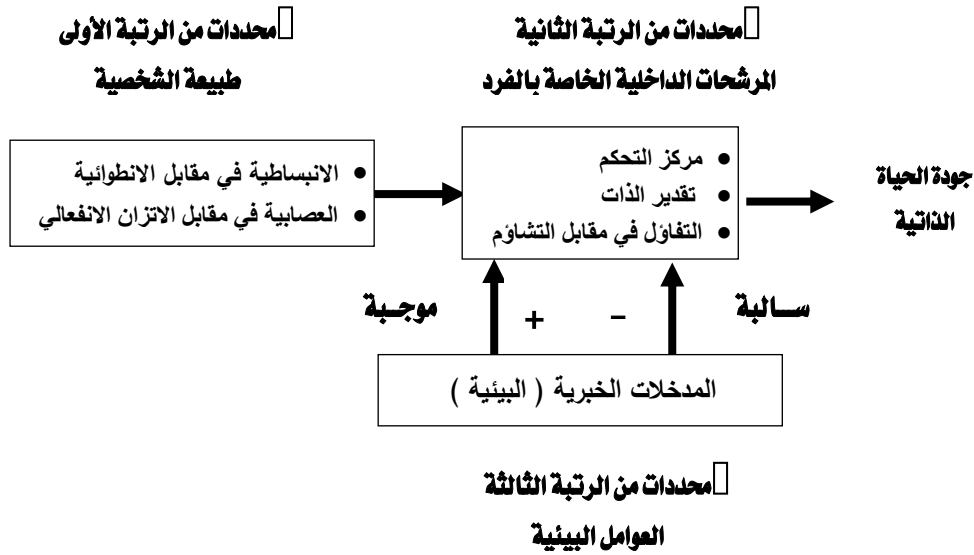 محددات من الرتبة الأولى
طبيعة الشخصية
محددات من الرتبة الثانية
المرشحات الداخلية الخاصة بالفرد
• الانبساطية في مقابل الانطوائية
• العصابية في مقابل الاتزان الانفعالي
• مركز التحكم
• تقدير الذات
• التفاؤل في مقابل التشاؤم
جودة الحياة
الذاتية
موجـبة
+
−
ســالبة
المدخلات الخبرية ( البيئية )
محددات من الرتبة الثالثة
العوامل البيئية